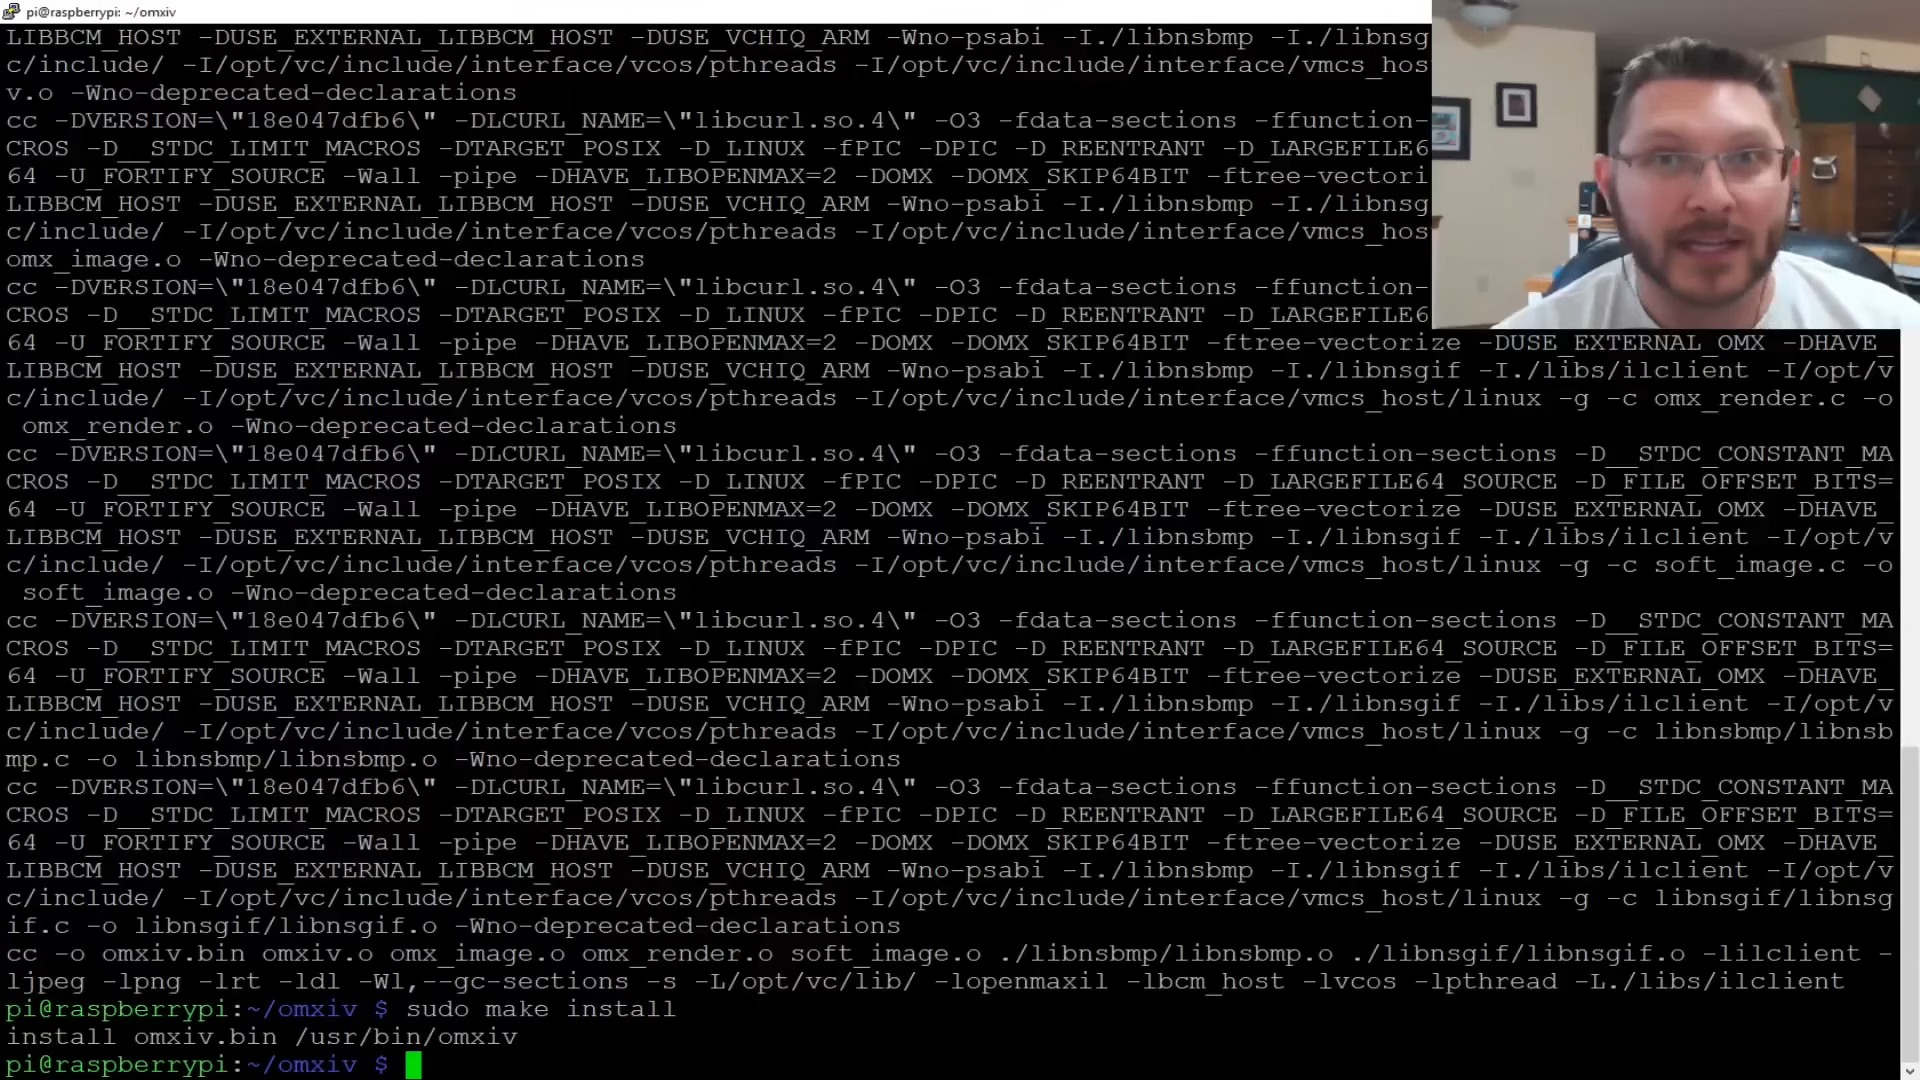 pi@raspberrypi: ~/omxiv
LIBBCM_HOST -DUSE_EXTERNAL_LIBBCM_HOST -DUSE_VCHIQ_ARM -Wno-psabi -I./libnsbmp -I./libnsg
c/include/ -I/opt/vc/include/interface/vcos/pthreads -I/opt/vc/include/interface/vmcs_hos
v.o -Wno-deprecated-declarations
cc -DVERSION=\"18e047dfb6\" -DLCURL_NAME=\"libcurl.so.4\" -O3 -fdata-sections -ffunction-
CROS -D__STDC_LIMIT_MACROS -DTARGET_POSIX -D_LINUX -fPIC -DPIC -D_REENTRANT -D_LARGEFILE6
64 -U_FORTIFY_SOURCE -Wall -pipe -DHAVE_LIBOPENMAX=2 -DOMX -DOMX_SKIP64BIT -ftree-vectori
LIBBCM_HOST -DUSE_EXTERNAL_LIBBCM_HOST -DUSE_VCHIQ_ARM -Wno-psabi -I./libnsbmp -I./libnsg
c/include/ -I/opt/vc/include/interface/vcos/pthreads -I/opt/vc/include/interface/vmcs_hos
omx_image.o -Wno-deprecated-declarations
cc -DVERSION=\"18e047dfb6\" -DLCURL_NAME=\"libcurl.so.4\" -O3 -fdata-sections -ffunction-
CROS -D__STDC_LIMIT_MACROS -DTARGET_POSIX -D_LINUX -fPIC -DPIC -D_REENTRANT -D_LARGEFILE6
64 -U_FORTIFY_SOURCE -Wall -pipe -DHAVE_LIBOPENMAX=2 -DOMX -DOMX_SKIP64BIT -ftree-vectorize -DUSE_EXTERNAL_OMX -DHAVE_
LIBBCM_HOST -DUSE_EXTERNAL_LIBBCM_HOST -DUSE_VCHIQ_ARM -Wno-psabi -I./libnsbmp -I./libnsgif -I./libs/ilclient -I/opt/v
c/include/ -I/opt/vc/include/interface/vcos/pthreads -I/opt/vc/include/interface/vmcs_host/linux -g -c omx_render.c -o
 omx_render.o -Wno-deprecated-declarations
cc -DVERSION=\"18e047dfb6\" -DLCURL_NAME=\"libcurl.so.4\" -O3 -fdata-sections -ffunction-sections -D__STDC_CONSTANT_MA
CROS -D__STDC_LIMIT_MACROS -DTARGET_POSIX -D_LINUX -fPIC -DPIC -D_REENTRANT -D_LARGEFILE64_SOURCE -D_FILE_OFFSET_BITS=
64 -U_FORTIFY_SOURCE -Wall -pipe -DHAVE_LIBOPENMAX=2 -DOMX -DOMX_SKIP64BIT -ftree-vectorize -DUSE_EXTERNAL_OMX -DHAVE_
LIBBCM_HOST -DUSE_EXTERNAL_LIBBCM_HOST -DUSE_VCHIQ_ARM -Wno-psabi -I./libnsbmp -I./libnsgif -I./libs/ilclient -I/opt/v
c/include/ -I/opt/vc/include/interface/vcos/pthreads -I/opt/vc/include/interface/vmcs_host/linux -g -c soft_image.c -o
 soft_image.o -Wno-deprecated-declarations
cc -DVERSION=\"18e047dfb6\" -DLCURL_NAME=\"libcurl.so.4\" -O3 -fdata-sections -ffunction-sections -D__STDC_CONSTANT_MA
CROS -D__STDC_LIMIT_MACROS -DTARGET_POSIX -D_LINUX -fPIC -DPIC -D_REENTRANT -D_LARGEFILE64_SOURCE -D_FILE_OFFSET_BITS=
64 -U_FORTIFY_SOURCE -Wall -pipe -DHAVE_LIBOPENMAX=2 -DOMX -DOMX_SKIP64BIT -ftree-vectorize -DUSE_EXTERNAL_OMX -DHAVE_
LIBBCM_HOST -DUSE_EXTERNAL_LIBBCM_HOST -DUSE_VCHIQ_ARM -Wno-psabi -I./libnsbmp -I./libnsgif -I./libs/ilclient -I/opt/v
c/include/ -I/opt/vc/include/interface/vcos/pthreads -I/opt/vc/include/interface/vmcs_host/linux -g -c libnsbmp/libnsb
mp.c -o libnsbmp/libnsbmp.o -Wno-deprecated-declarations
cc -DVERSION=\"18e047dfb6\" -DLCURL_NAME=\"libcurl.so.4\" -O3 -fdata-sections -ffunction-sections -D__STDC_CONSTANT_MA
CROS -D__STDC_LIMIT_MACROS -DTARGET_POSIX -D_LINUX -fPIC -DPIC -D_REENTRANT -D_LARGEFILE64_SOURCE -D_FILE_OFFSET_BITS=
64 -U_FORTIFY_SOURCE -Wall -pipe -DHAVE_LIBOPENMAX=2 -DOMX -DOMX_SKIP64BIT -ftree-vectorize -DUSE_EXTERNAL_OMX -DHAVE_
LIBBCM_HOST -DUSE_EXTERNAL_LIBBCM_HOST -DUSE_VCHIQ_ARM -Wno-psabi -I./libnsbmp -I./libnsgif -I./libs/ilclient -I/opt/v
c/include/ -I/opt/vc/include/interface/vcos/pthreads -I/opt/vc/include/interface/vmcs_host/linux -g -c libnsgif/libnsg
if.c -o libnsgif/libnsgif.o -Wno-deprecated-declarations
cc -o omxiv.bin omxiv.o omx_image.o omx_render.o soft_image.o ./libnsbmp/libnsbmp.o ./libnsgif/libnsgif.o -lilclient -
ljpeg -lpng -lrt -ldl -Wl,--gc-sections -s -L/opt/vc/lib/ -lopenmaxil -lbcm_host -lvcos -lpthread -L./libs/ilclient
pi@raspberrypi:~/omxiv $ sudo make install
install omxiv.bin /usr/bin/omxiv
pi@raspberrypi:~/omxiv $